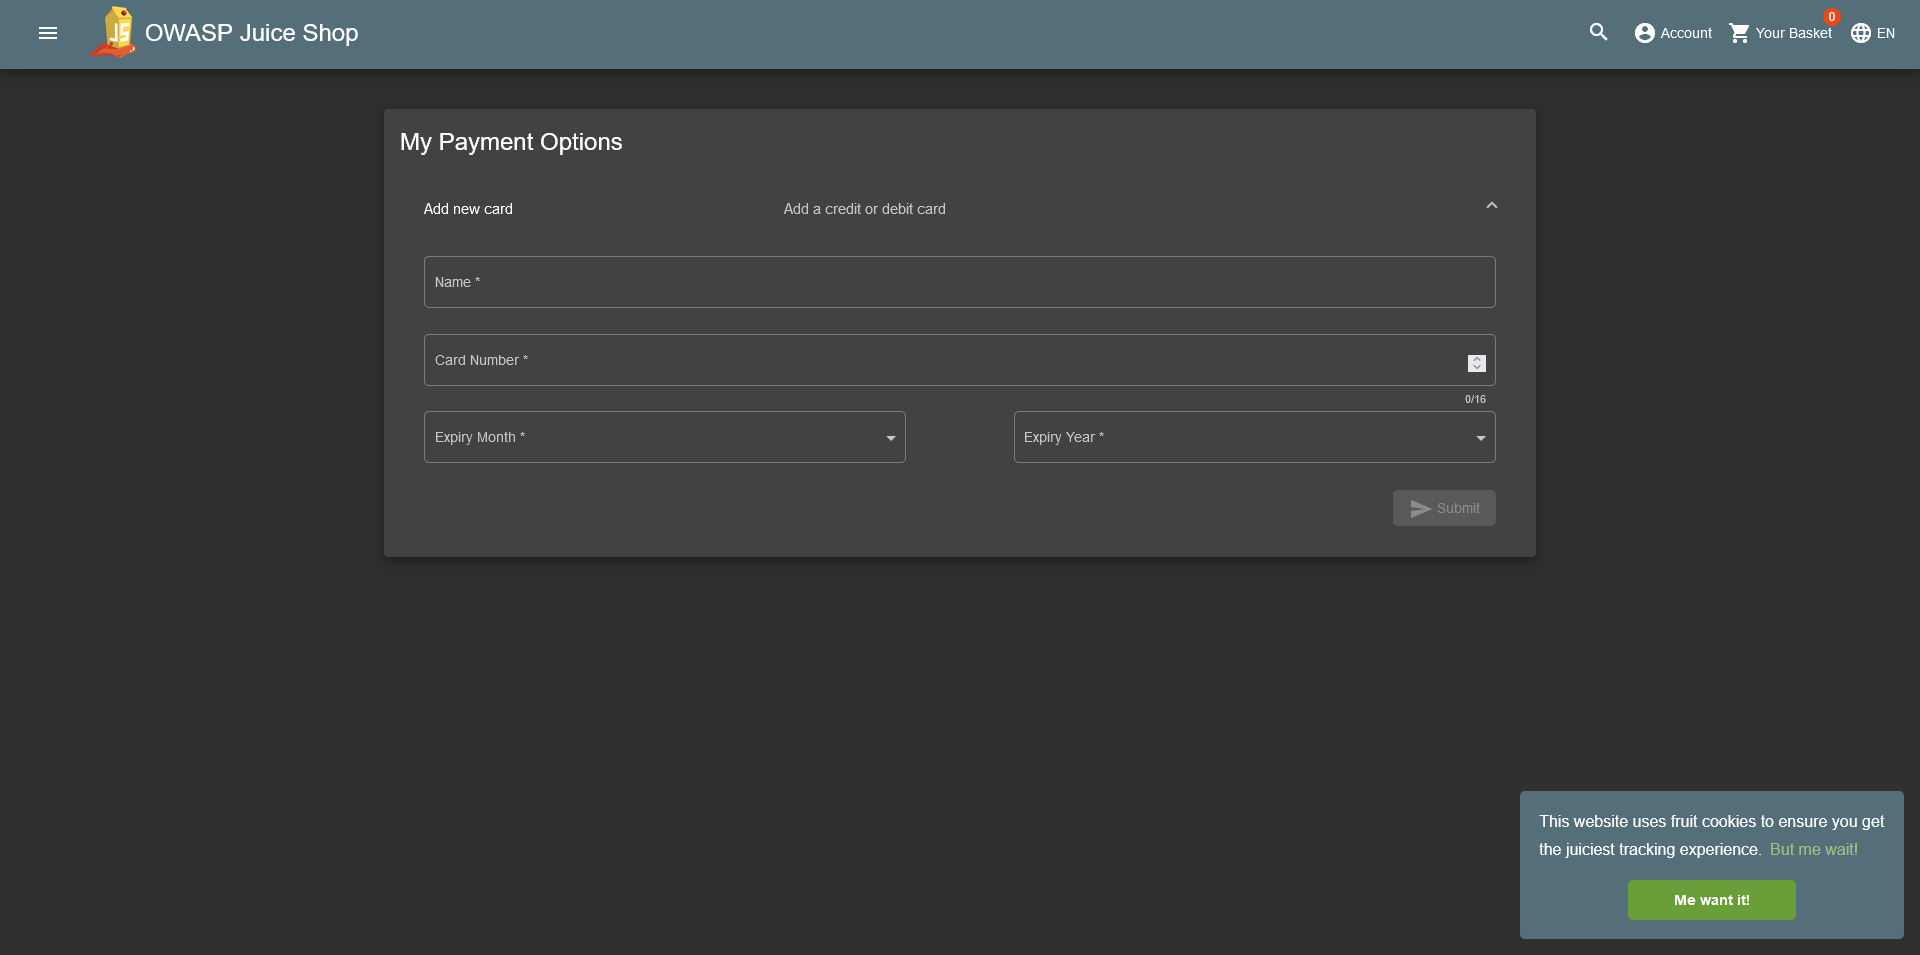 JS
OWASP Juice Shop
Account
Your Basket
0
EN
My Payment Options
Add new card
Add a credit or debit card
Name *
Card Number *
0/16
Expiry Month *
Expiry Year *
Submit
This website uses fruit cookies to ensure you get
the juiciest tracking experience. But me wait!
Me want it!